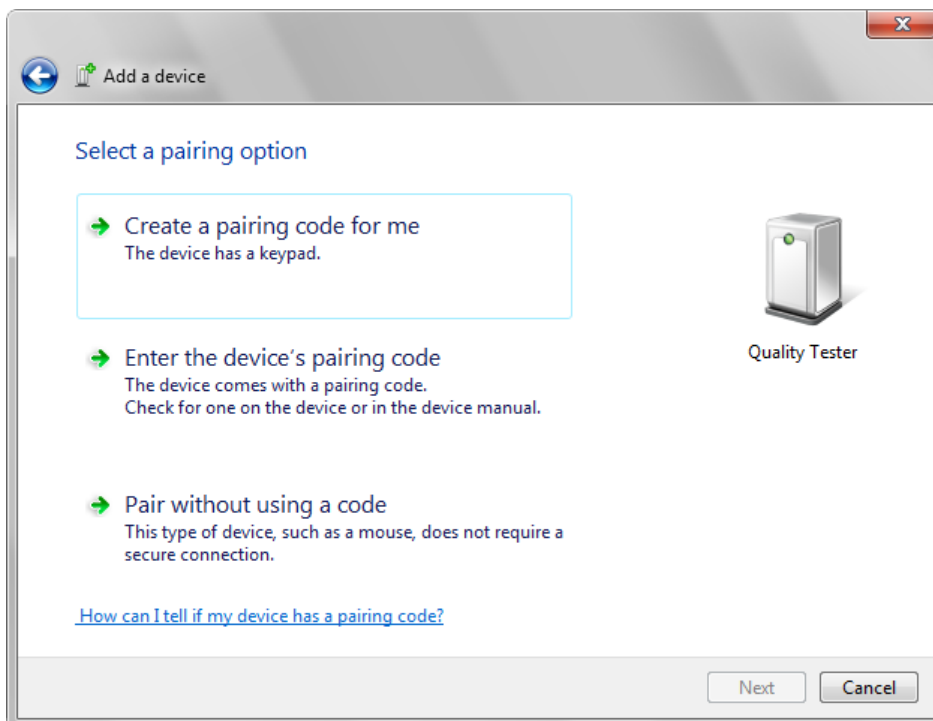 Add a device
Select a pairing option
Create a pairing code for me
The device has a keypad.
Quality Tester
Enter the device's pairing code
The device comes with a pairing code.
Check for one on the device or in the device manual.
Pair without using a code
This type of device, such as a mouse, does not require a
secure connection.
How can I tell if my device has a pairing code?
Next
Cancel